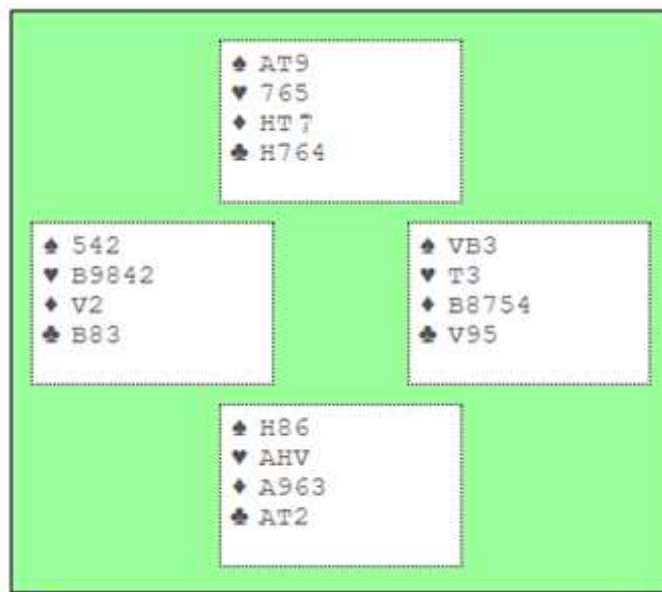 ♠ AT9
♥ 765
♦ HT7
♣ H764
♠ 542
♥ B9842
♦ V2
♣ B83
♠ VB3
♥ T3
♦ B8754
♣ V95
♠ H86
♥ AHV
♦ A963
♣ AT2